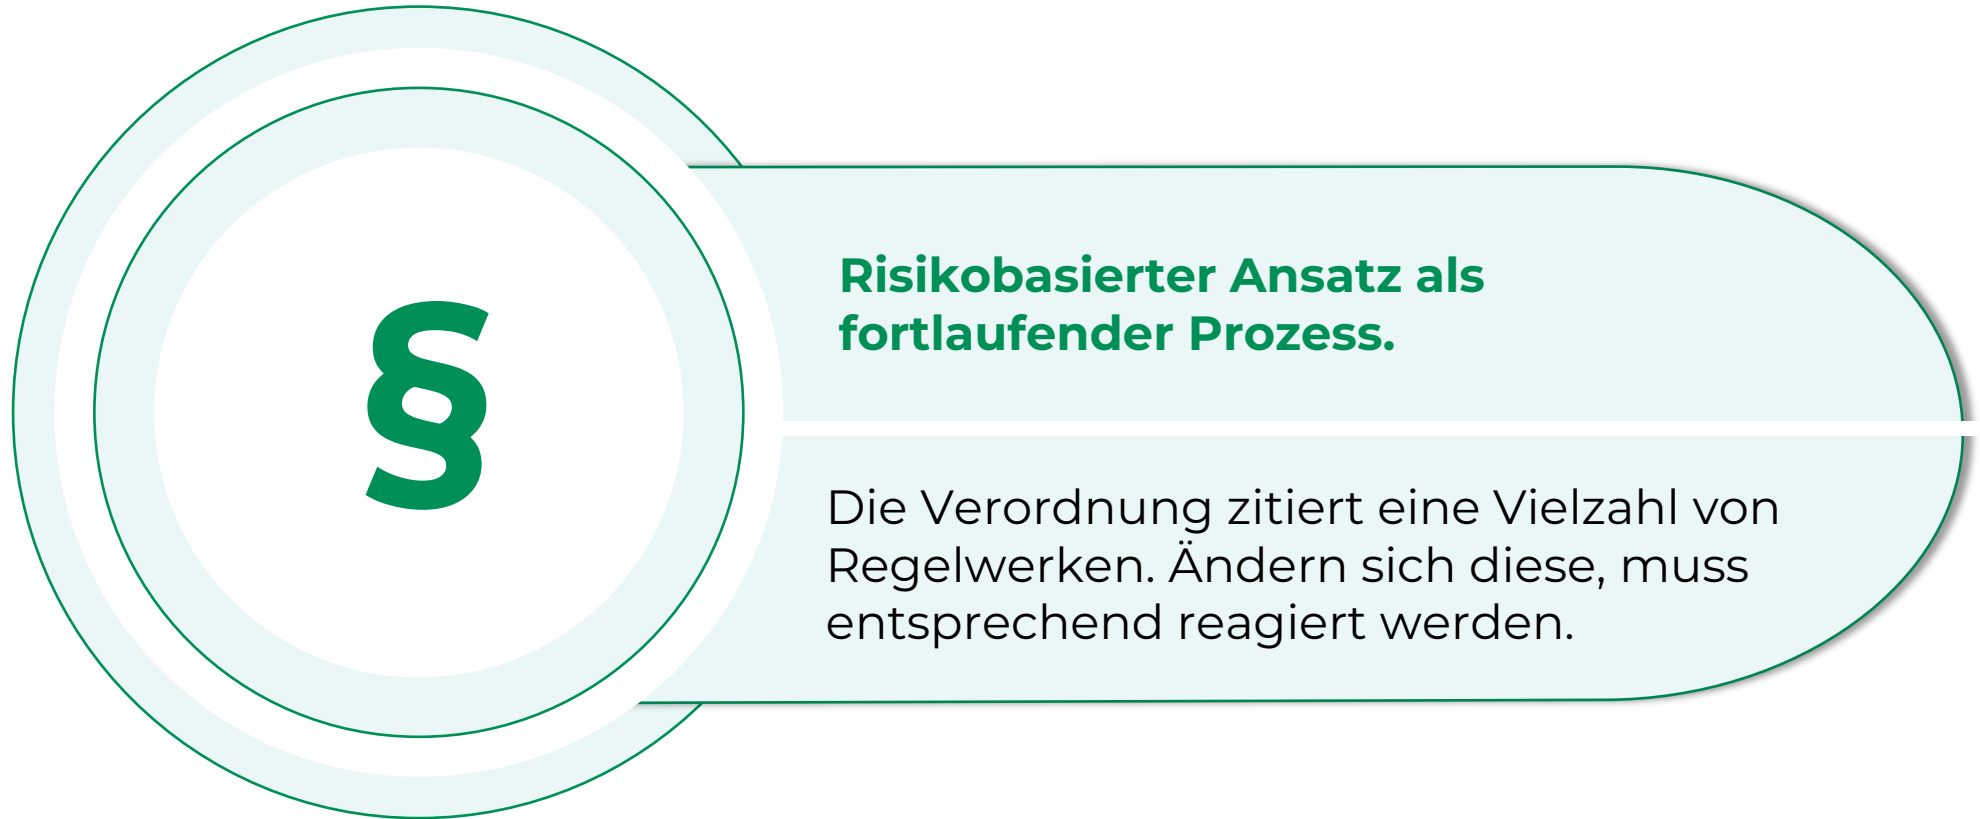 §
Risikobasierter Ansatz als
fortlaufender Prozess.
Die Verordnung zitiert eine Vielzahl von
Regelwerken. Ändern sich diese, muss
entsprechend reagiert werden.